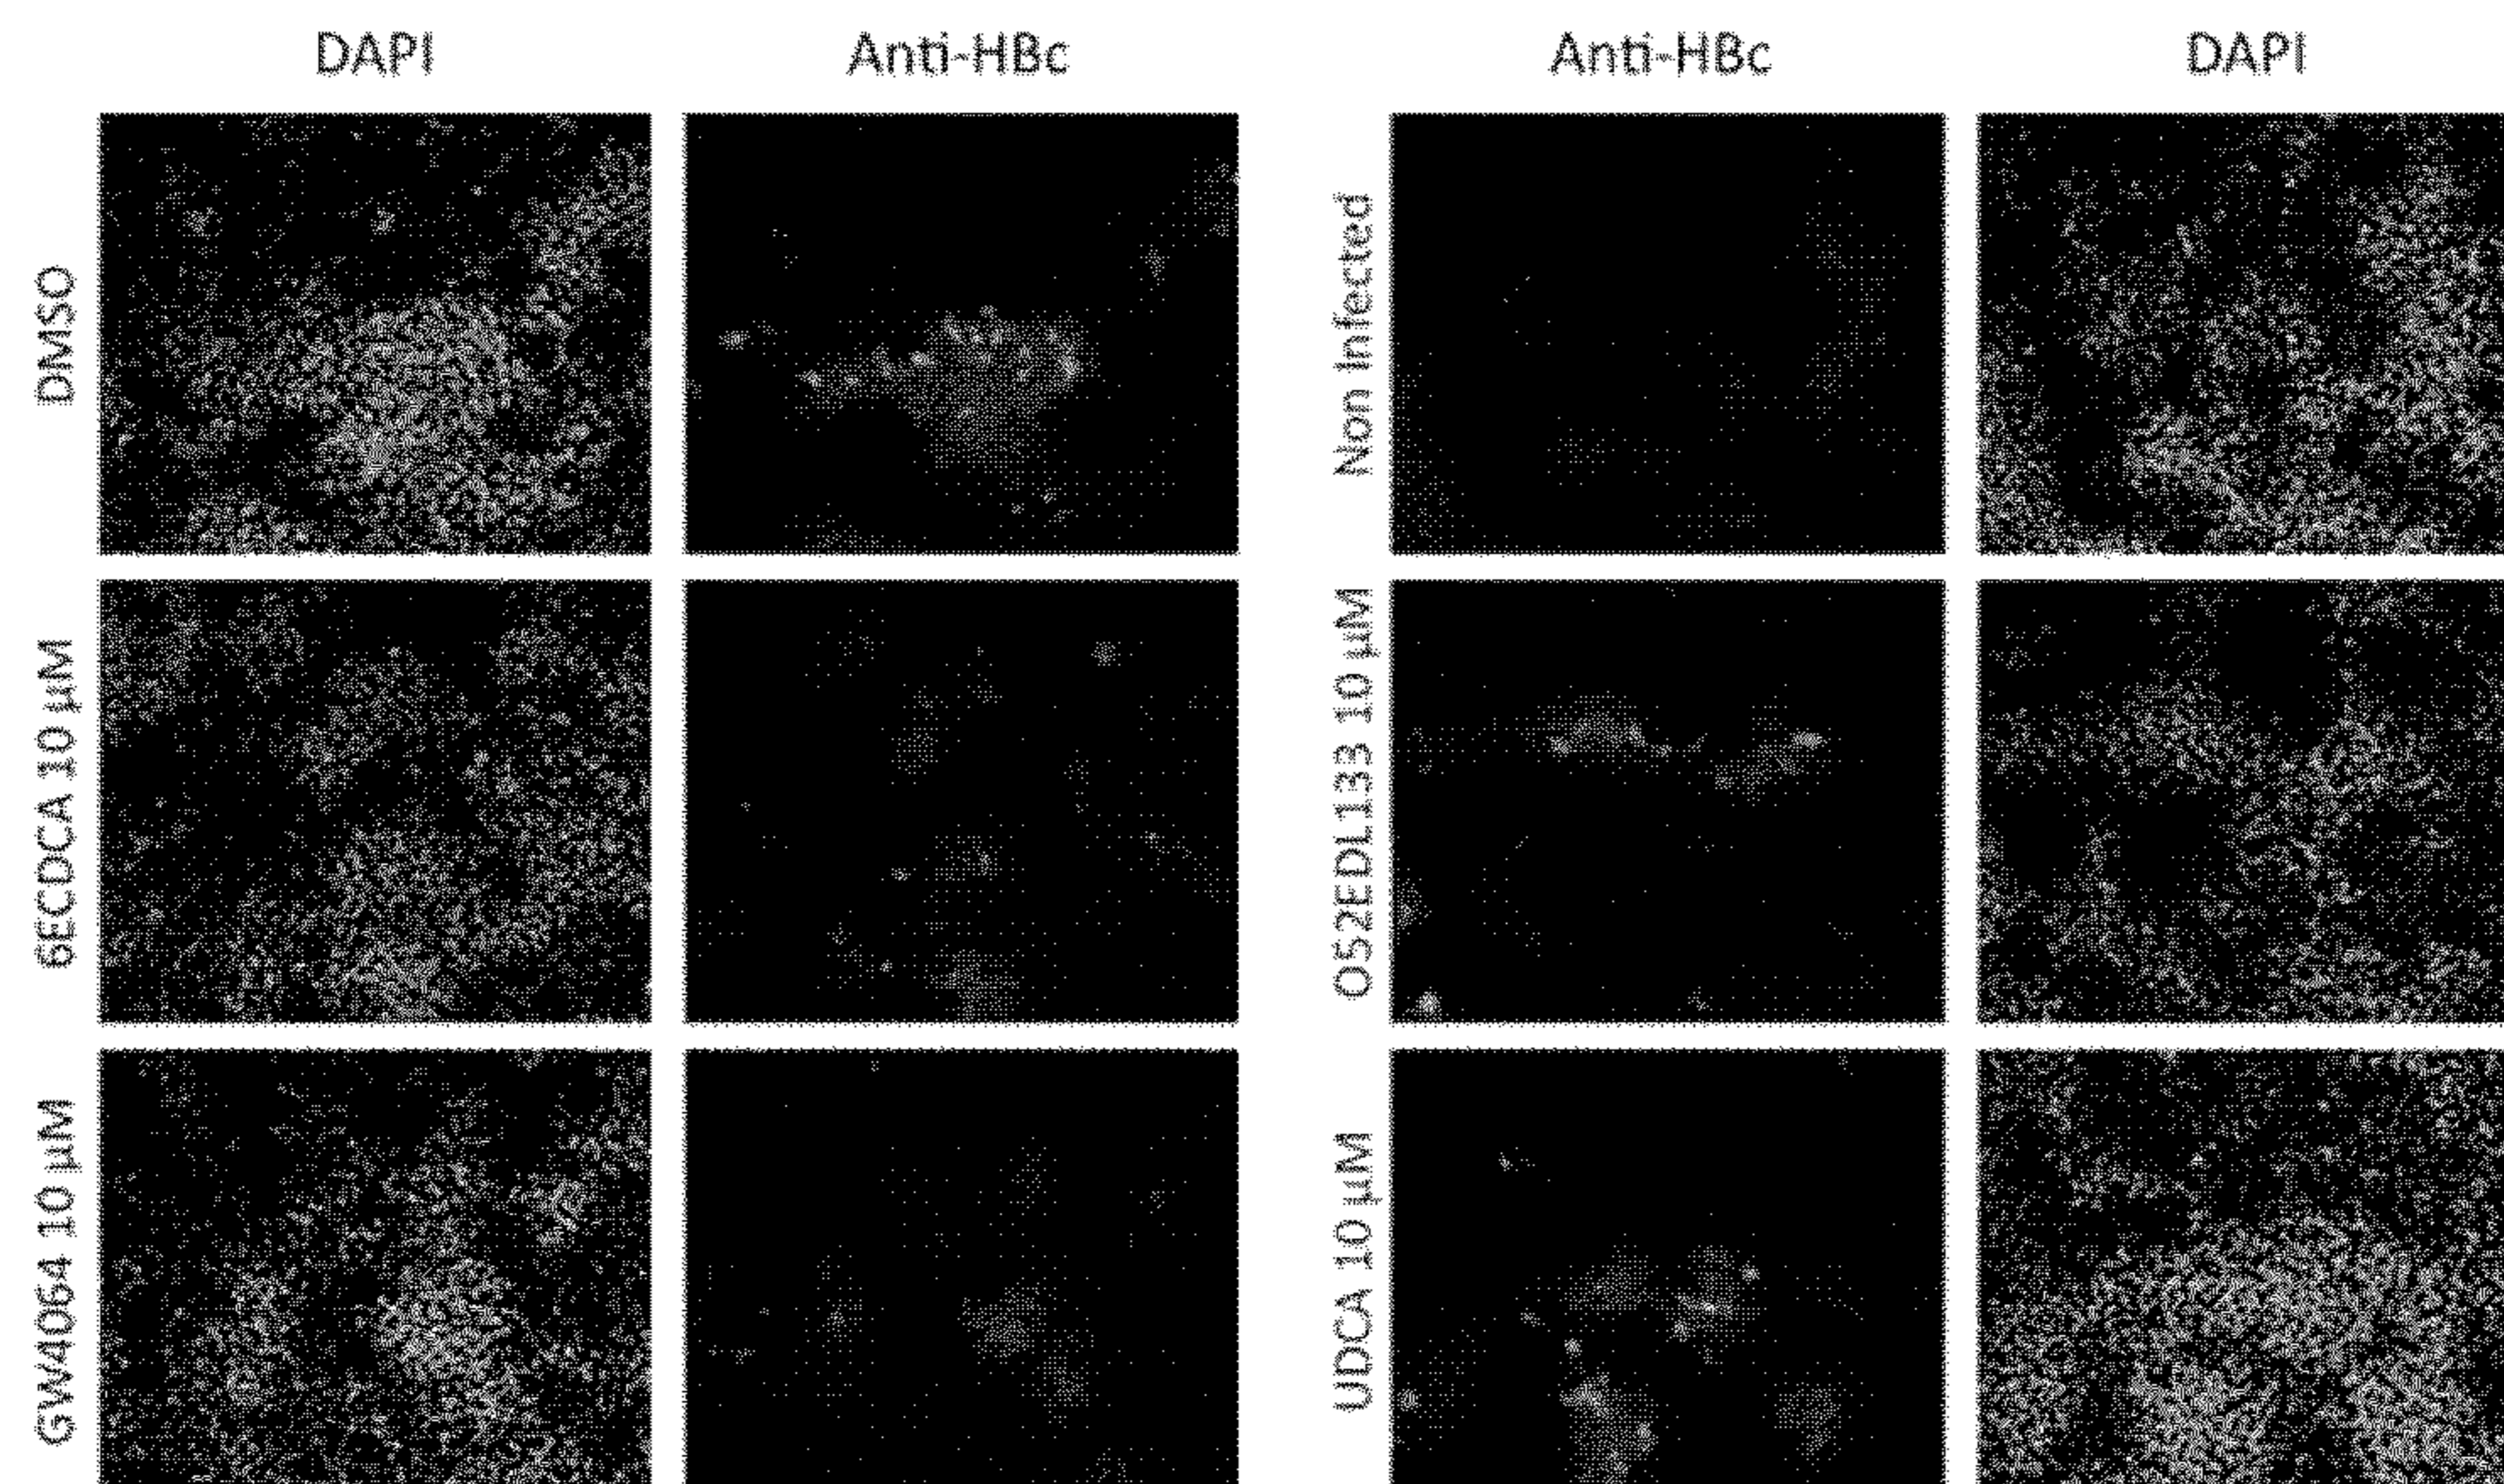 DAPI
Anti-HBc
Anti-HBc
DAPI
DMSO
Non Infected
6ECDCA 10 µM
O52EDL133 10 µM
GW4064 10 µM
UDCA 10 µM